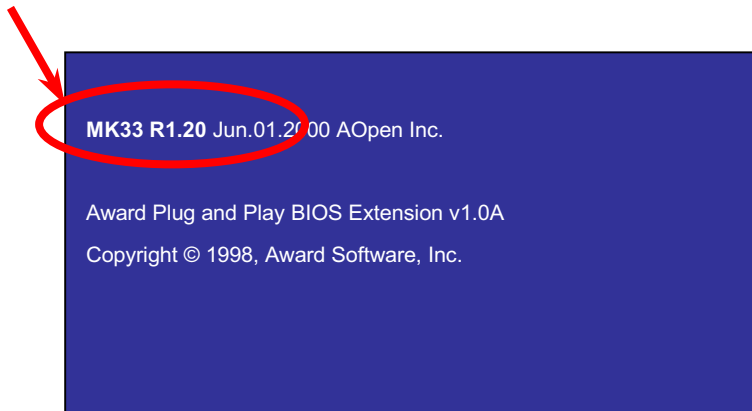 MK33 R1.20 Jun.01.2000 AOpen Inc.
Award Plug and Play BIOS Extension v1.0A
Copyright © 1998, Award Software, Inc.